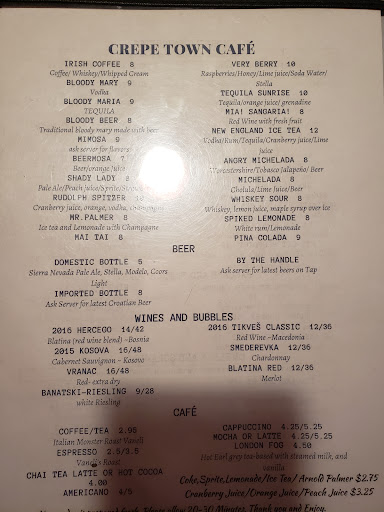 CREPE TOWN CAFÉ
IRISH COFFEE 8
Coffee/Whiskey/Whipped Cream
BLOODY MARY 9
Vodka
BLOODY MARIA 9
TEQUILA
BLOODY BEER 8
Traditional bloody mary made with beer
MIMOSA 9
ask server for flavors
BEERMOSA 7
Beer/orange juice
SHADY LADY 8
Pale Ale/Peach juice/Sprite/
RUDOLPH SPITZER 10
Cranberry juice, orange, vodka, champagne
MR.PALMER 8
Ice tea and Lemonade with Champagne
MAI TAI 8
VERY BERRY 10
Raspberries/Honey/Lime juice/Soda Water/
Stella
TEQUILA SUNRISE 10
Tequila/orange juice/ grenadine
MIA! SANGARIA! 8
Red Wine with fresh fruit
NEW ENGLAND ICE TEA 12
Vodka/Rum/Tequila/Cranberry juice/Lime
juice
ANGRY MICHELADA 8
Worcestershire/Tobasco Jalapeño/ Beer
MICHELADA 8
Cholula/Lime juice/Beer
WHISKEY SOUR 8
Whiskey, lemon juice, maple syrup over ice
SPIKED LEMONADE 8
White rum/Lemonade
PINA COLADA 9
BEER
DOMESTIC BOTTLE 5
Sierra Nevada Pale Ale, Stella, Modelo, Coors
Light
IMPORTED BOTTLE 8
Ask Server for latest Croatian Beer
BY THE HANDLE
Ask server for latest beers on Tap
WINES AND BUBBLES
2016 HERCEGO 14/42
Blatina (red wine blend) ~Bosnia
2015 KOSOVA 16/48
Cabernet Sauvignon ~ Kosovo
VRANAC 16/48
Red- extra dry
BANATSKI-RIESLING 9/28
white Riesling
2016 TIKVEŠ CLASSIC 12/36
Red Wine ~Macedonia
SMEDEREVKA 12/36
Chardonnay
BLATINA RED 12/36
Merlot
CAFÉ
COFFEE/TEA 2.95
Italian Monster Roast Vaneli
ESPRESSO 2.5/3.5
Vaneli's Roast
CHAI TEA LATTE OR HOT COCOA
4.00
AMERICANO 4/5
CAPPUCCINO 4.25/5.25
MOCHA OR LATTE 4.25/5.25
LONDON FOG 4.50
Hot Earl grey tea-based with steamed milk, and
vanilla
Coke,Sprite,Lemonade/Ice Tea/ Arnold Palmer $2.75
Cranberry Juice/Orange Juice/Peach Juice $3.25
allow 20-30 Minutes. Thank you and Enjoy.